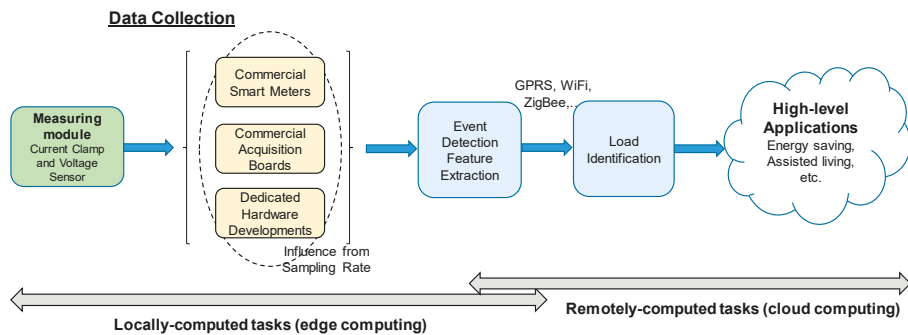 Data Collection
Measuring
module
Current Clamp
and Voltage
Sensor
Commercial
Smart Meters
Commercial
Acquisition
Boards
Dedicated
Hardware
Developments
Influence from
Sampling Rate
Event
Detection
Feature
Extraction
GPRS, WiFi,
ZigBee,...
Load
Identification
High-level
Applications
Energy saving,
Assisted living,
etc.
Locally-computed tasks (edge computing)
Remotely-computed tasks (cloud computing)